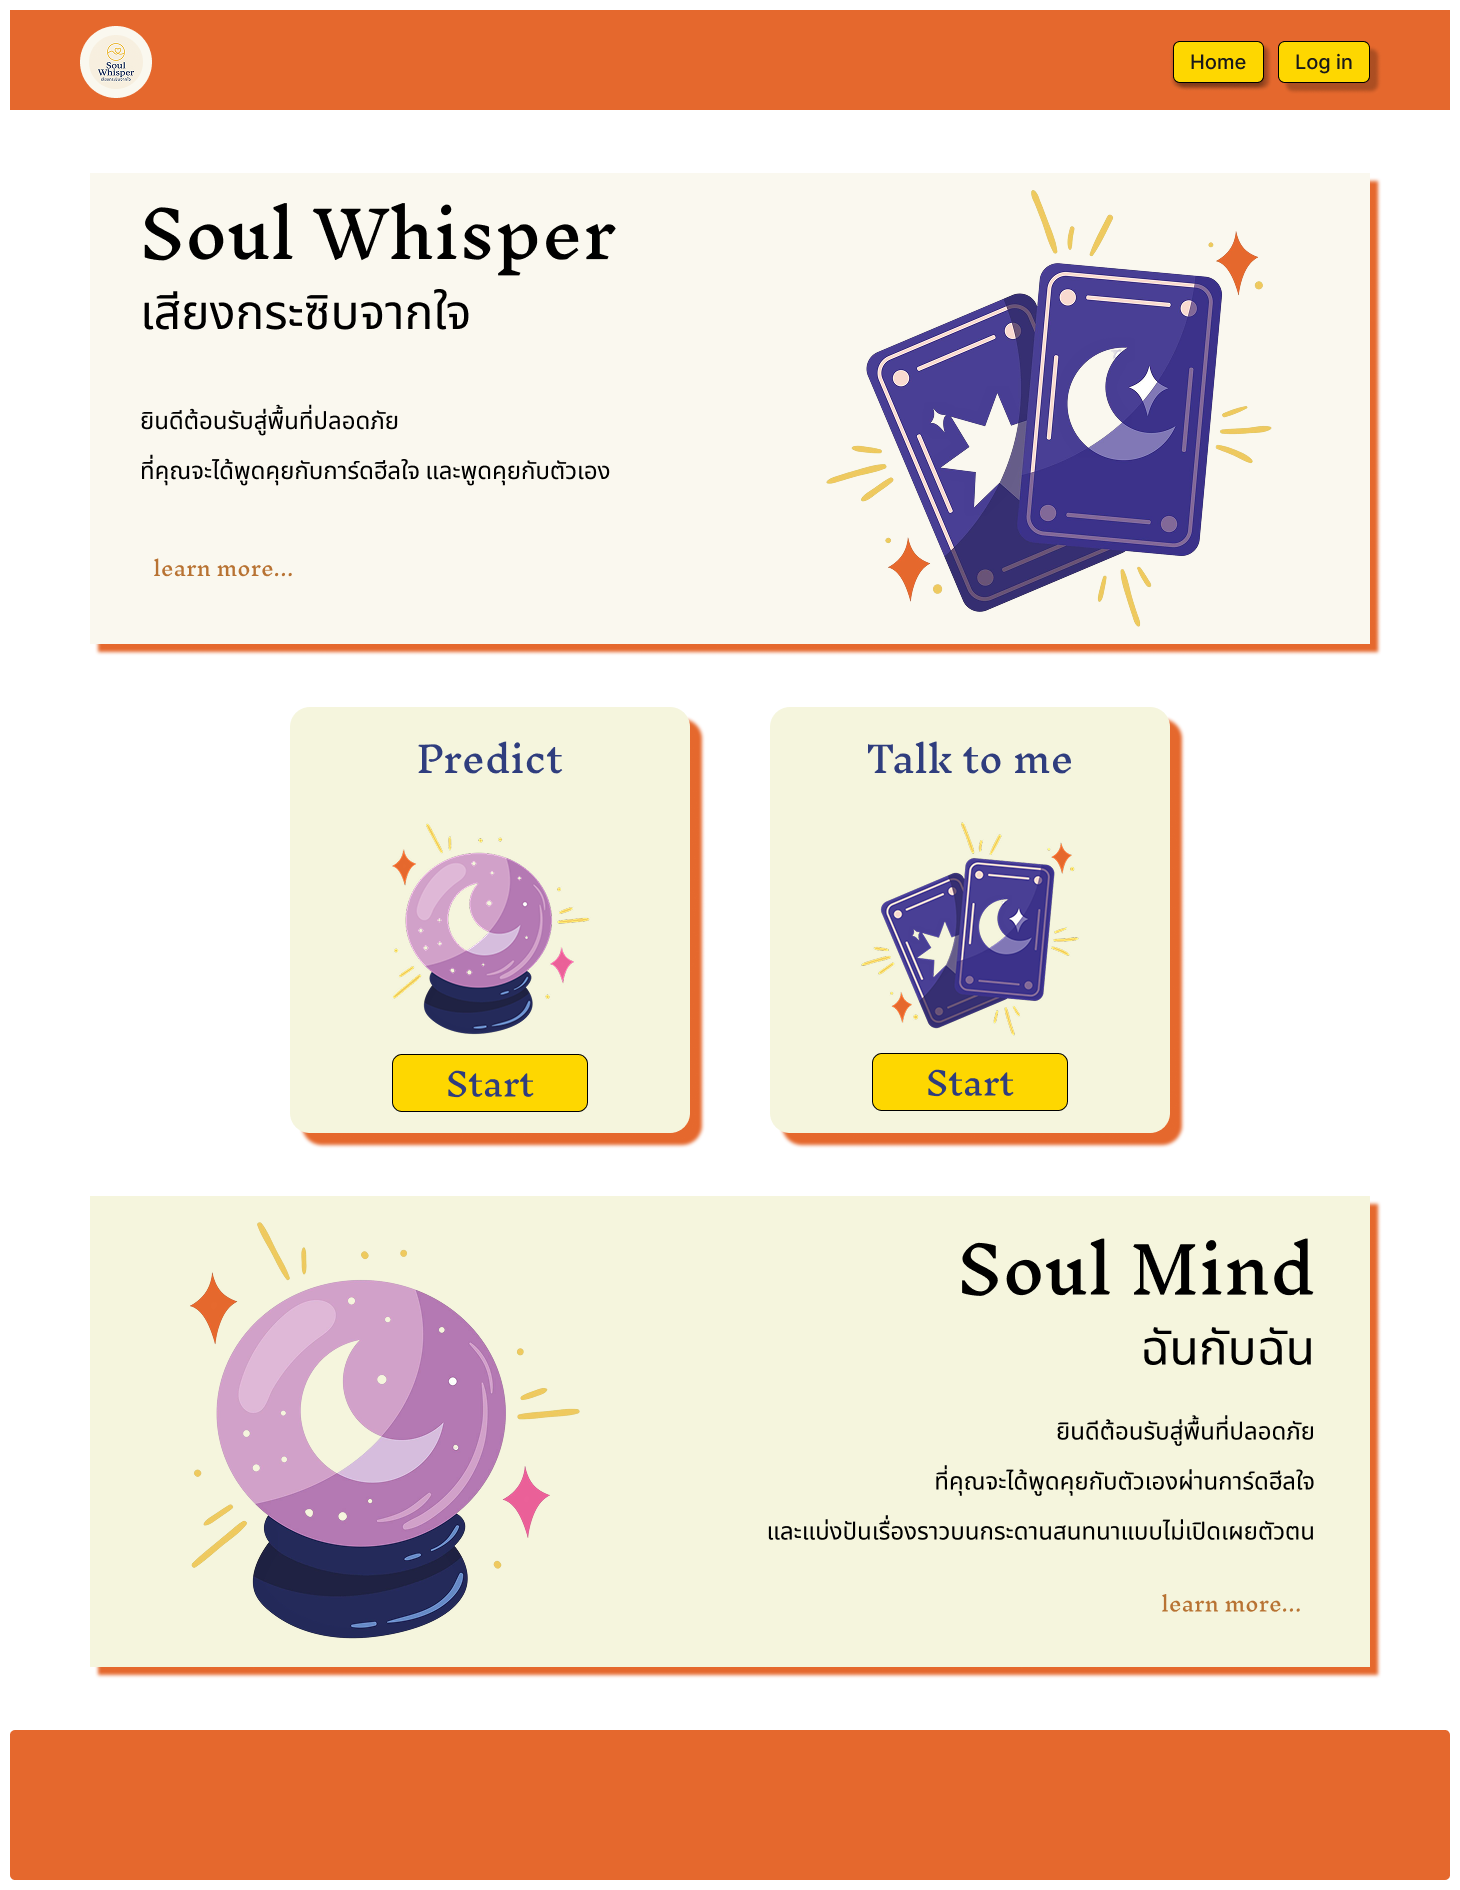 Soul
Whisper
Home
Log in
Soul Whisper
เสียงกระซิบจากใจ
ยินดีต้อนรับสู่พื้นที่ปลอดภัย
ที่คุณจะได้พูดคุยกับการ์ดฮีลใจ และพูดคุยกับตัวเอง
learn more...
Predict
Talk to me
Start
Start
Soul Mind
ฉันกับฉัน
ยินดีต้อนรับสู่พื้นที่ปลอดภัย
ที่คุณจะได้พูดคุยกับตัวเองผ่านการ์ดฮีลใจ
และแบ่งปันเรื่องราวบนกระดานสนทนาแบบไม่เปิดเผยตัวตน
learn more...